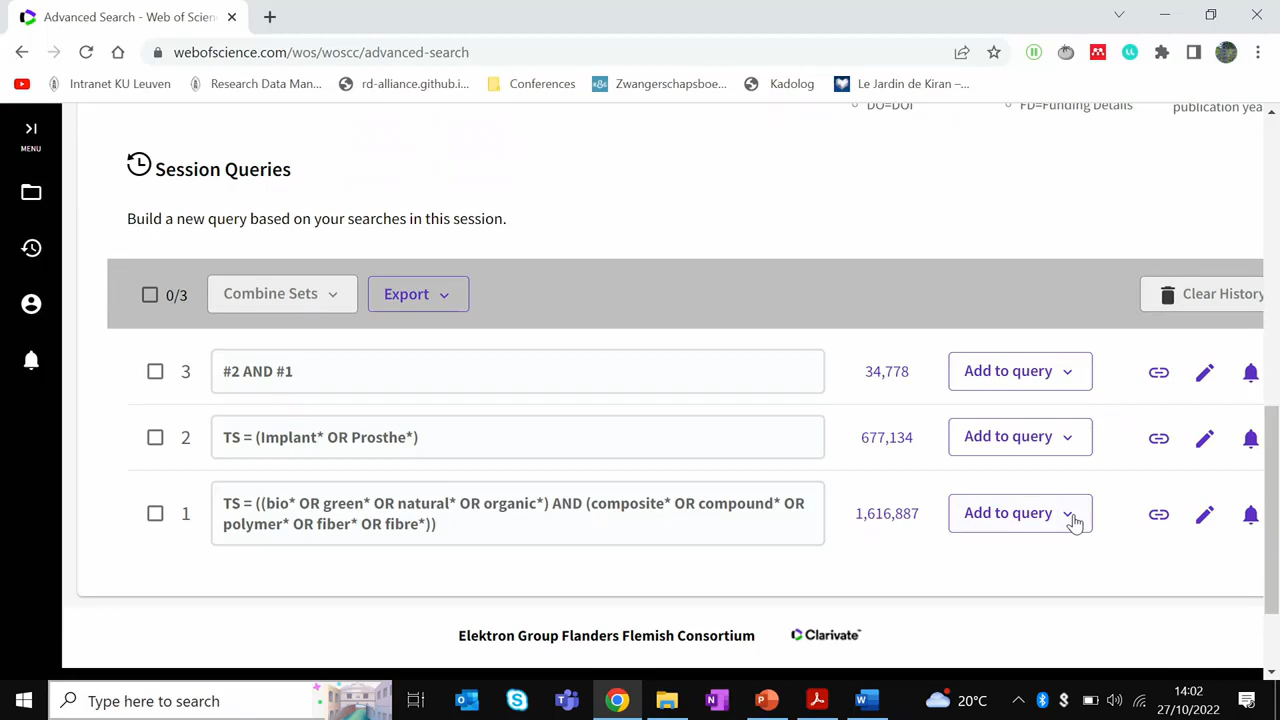 Advanced Search - Web of Scien
webofscience.com/wos/woscc/advanced-search
Intranet KU Leuven
Research Data Man...
rd-alliance.github.i...
Conferences
Zwangerschapsboe...
Kadolog
Le Jardin de Kiran –...
MENU
DO=DOI
FD=Funding Details
publication yea
Session Queries
Build a new query based on your searches in this session.
0/3
Combine Sets
Export
Clear History
3
#2 AND #1
34,778
Add to query
2
TS = (Implant* OR Prosthe*)
677,134
Add to query
1
TS = ((bio* OR green* OR natural* OR organic*) AND (composite* OR compound* OR
polymer* OR fiber* OR fibre*))
1,616,887
Add to query
Elektron Group Flanders Flemish Consortium
Clarivate™
Type here to search
20°C
14:02
27/10/2022